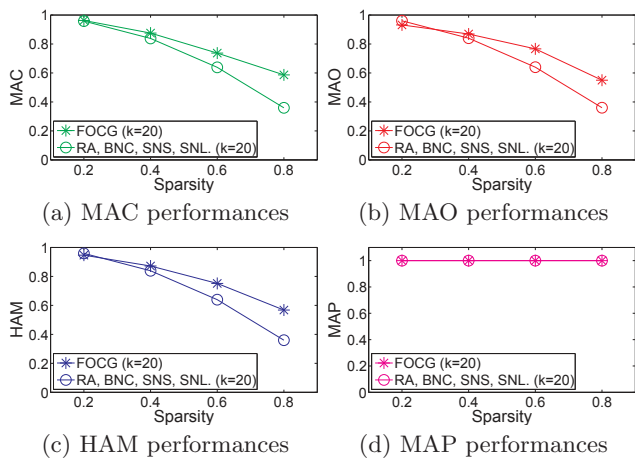 1
0.8
0.6
0.4
0.2
0
MAC
FOCG (k=20)
RA, BNC, SNS, SNL. (k=20)
0.2 0.4 0.6 0.8
Sparsity
(a) MAC performances
1
0.8
0.6
0.4
0.2
0
MAO
FOCG (k=20)
RA, BNC, SNS, SNL. (k=20)
0.2 0.4 0.6 0.8
Sparsity
(b) MAO performances
1
0.8
0.6
0.4
0.2
0
HAM
FOCG (k=20)
RA, BNC, SNS, SNL. (k=20)
0.2 0.4 0.6 0.8
Sparsity
(c) HAM performances
1
0.8
0.6
0.4
0.2
0
MAP
FOCG (k=20)
RA, BNC, SNS, SNL. (k=20)
0.2 0.4 0.6 0.8
Sparsity
(d) MAP performances